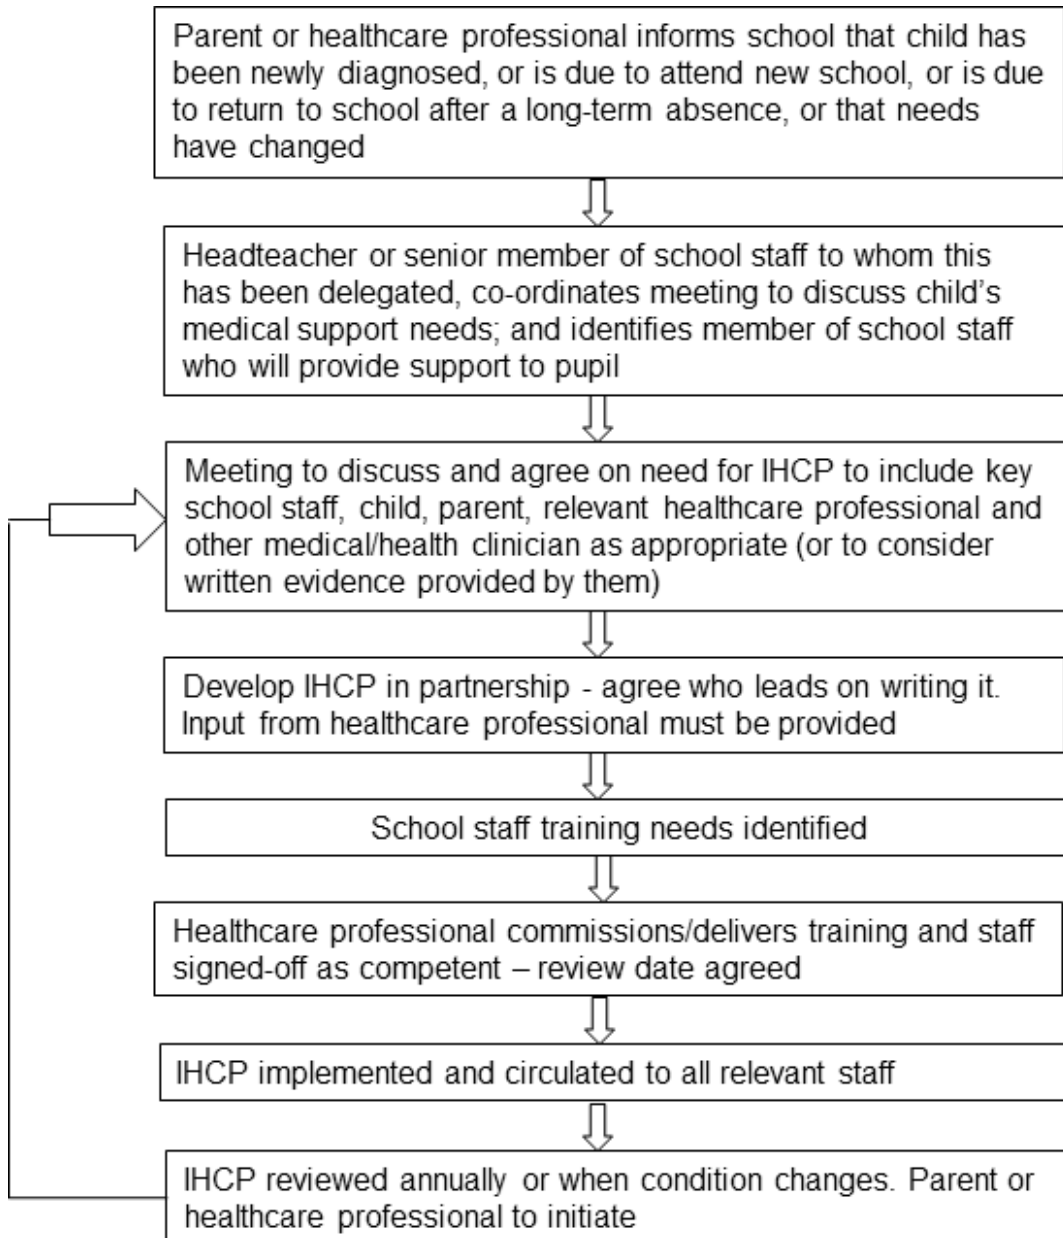 Parent or healthcare professional informs school that child has
been newly diagnosed, or is due to attend new school, or is due
to return to school after a long-term absence, or that needs
have changed
Headteacher or senior member of school staff to whom this
has been delegated, co-ordinates meeting to discuss child's
medical support needs; and identifies member of school staff
who will provide support to pupil
Meeting to discuss and agree on need for IHCP to include key
school staff, child, parent, relevant healthcare professional and
other medical/health clinician as appropriate (or to consider
written evidence provided by them)
Develop IHCP in partnership - agree who leads on writing it.
Input from healthcare professional must be provided
School staff training needs identified
Healthcare professional commissions/delivers training and staff
signed-off as competent – review date agreed
IHCP implemented and circulated to all relevant staff
IHCP reviewed annually or when condition changes. Parent or
healthcare professional to initiate